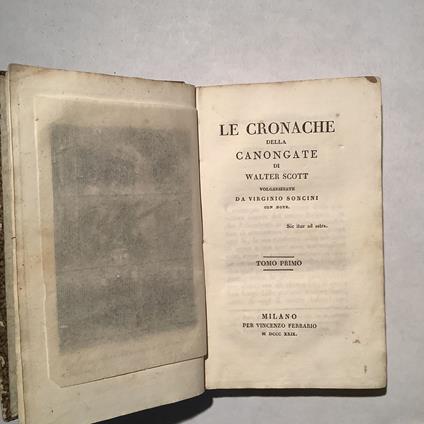 LE CRONACHE
DELLA
CANONGATE
DI
WALTER SCOTT
VOLGARIZZATE
DA VIRGINIO SONCINI
CON NOTE.
Sic itur ad astra.
TOMO PRIMO
MILANO
PER VINCENZO FERRARIO
M DCCC XXIX.